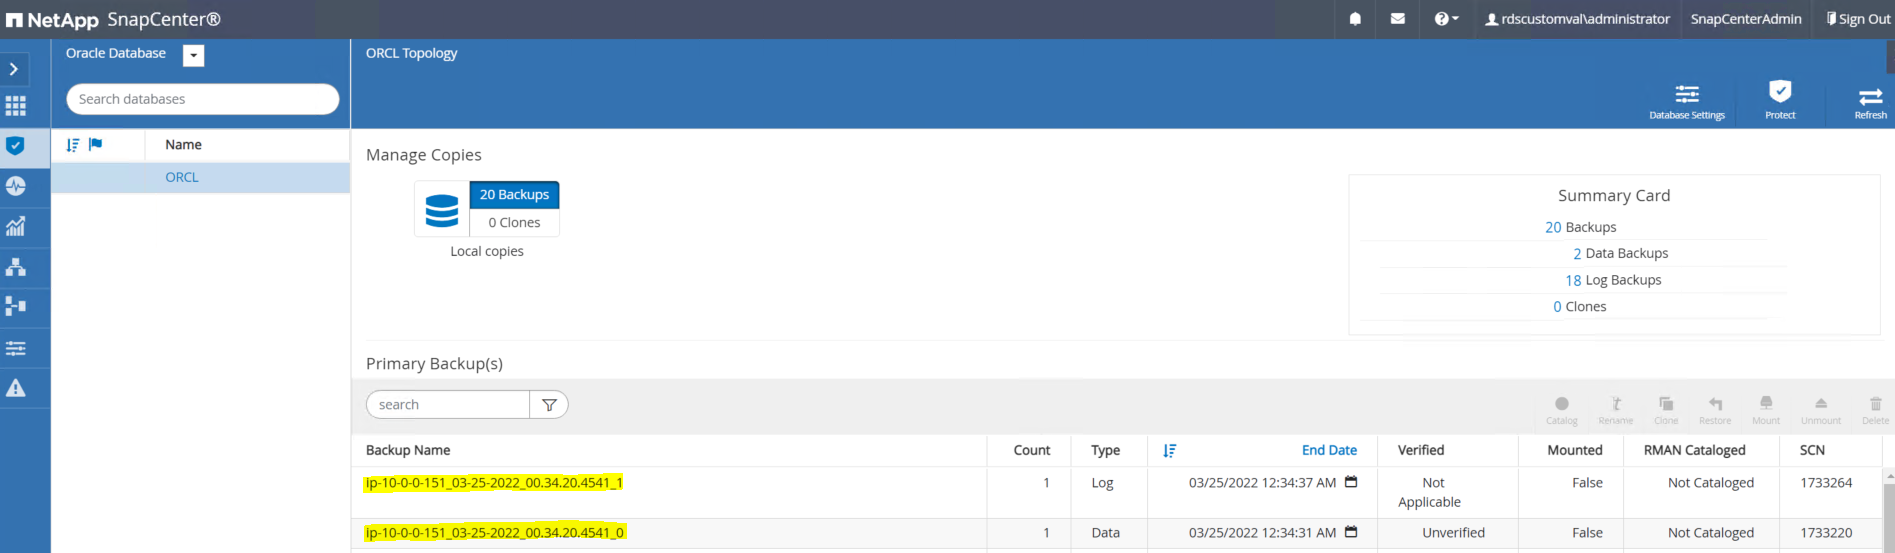 NetApp SnapCenter®
rdscustomval\administrator SnapCenterAdmin Sign Out
Oracle Database
Search databases
Name
ORCL
ORCL Topology
Database Settings Protect Refresh
Manage Copies
20 Backups
0 Clones
Local copies
Summary Card
20 Backups
2 Data Backups
18 Log Backups
0 Clones
Primary Backup(s)
search
Catalog Rename Clone Restore Mount Unmount Delete
Backup Name Count Type End Date Verified Mounted RMAN Cataloged SCN
ip-10-0-0-151_03-25-2022_00.34.20.4541_1 1 Log 03/25/2022 12:34:37 AM Not Applicable False Not Cataloged 1733264
ip-10-0-0-151_03-25-2022_00.34.20.4541_0 1 Data 03/25/2022 12:34:31 AM Unverified False Not Cataloged 1733220